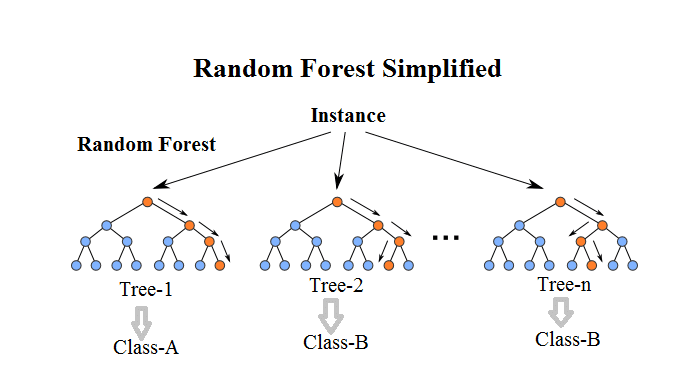 Random Forest Simplified
Instance
Random Forest
...
Tree-1
Tree-2
Tree-n
Class-A
Class-B
Class-B